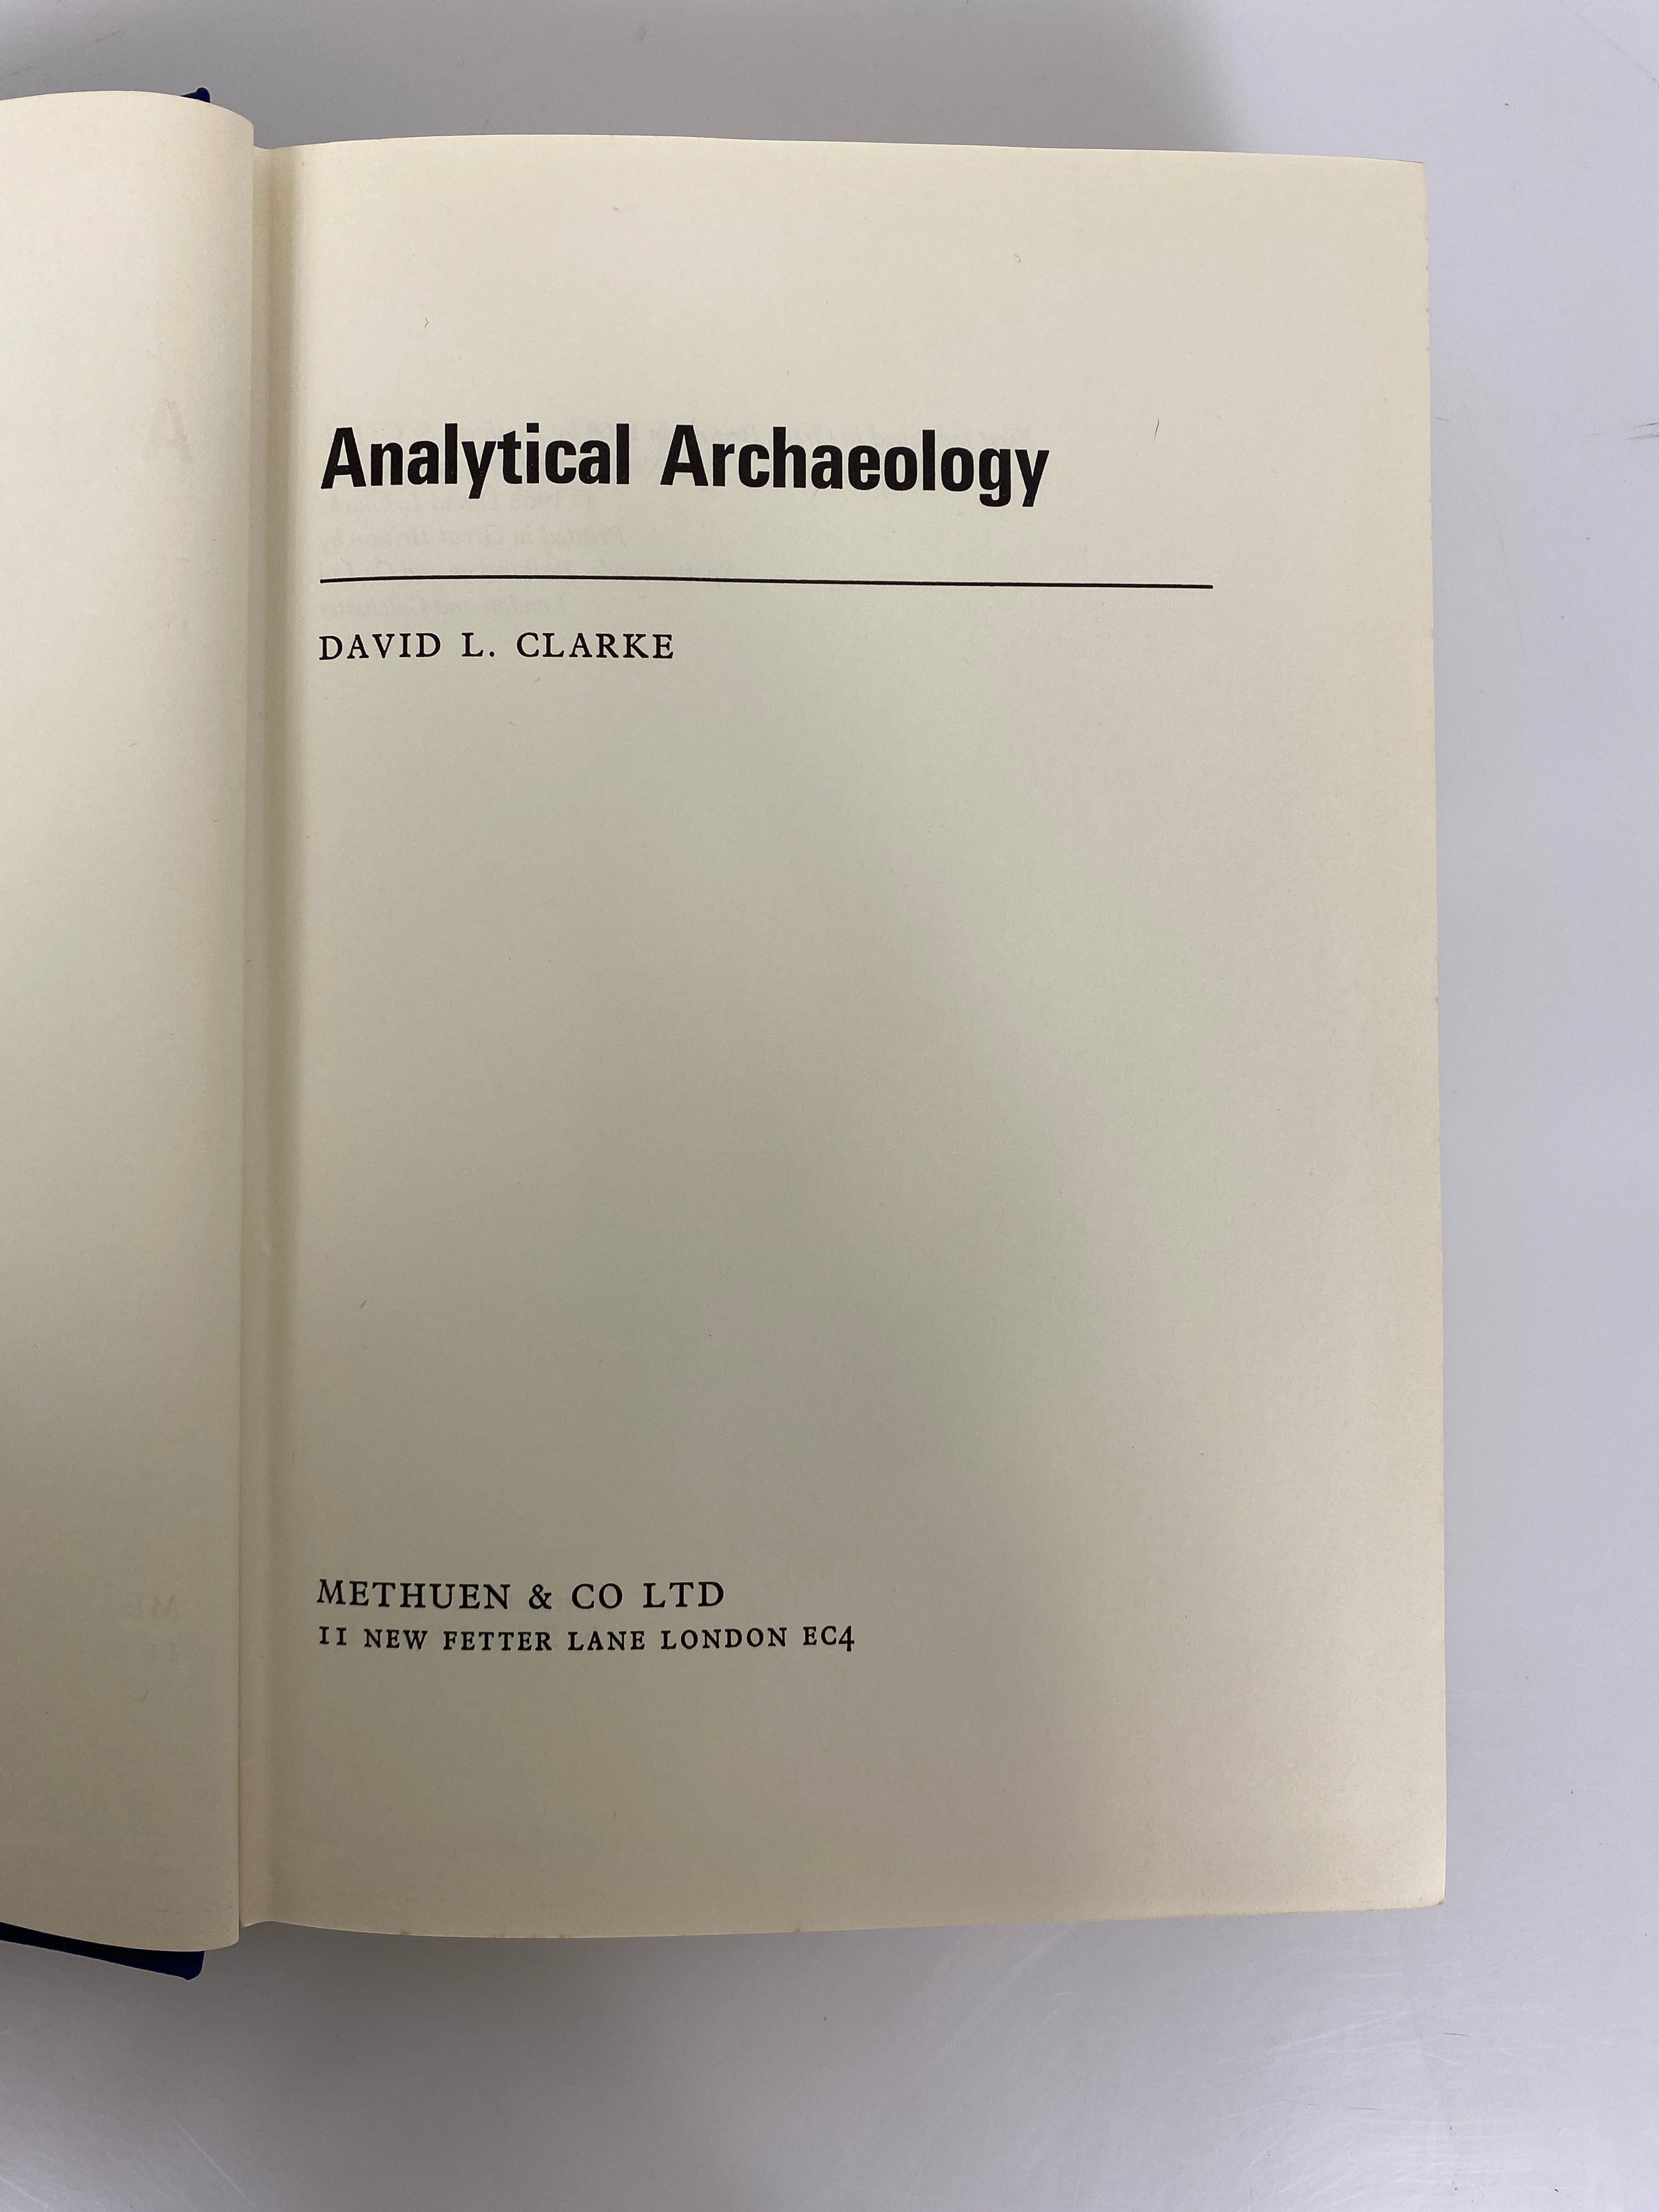 Analytical Archaeology
DAVID L. CLARKE
METHUEN & CO LTD
11 NEW FETTER LANE LONDON EC4